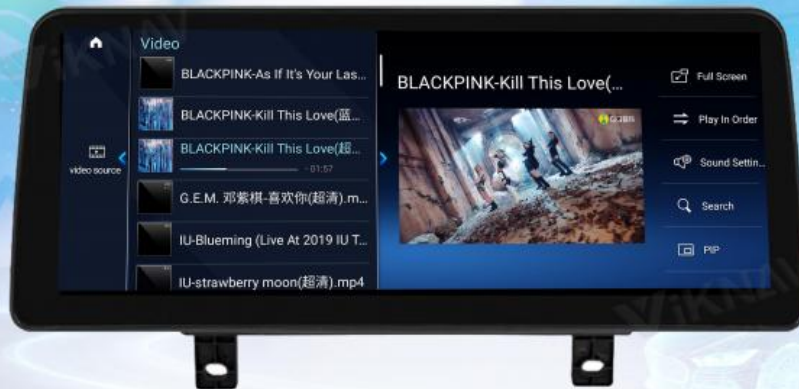 Video
BLACKPINK-As If It's Your Las...
BLACKPINK-Kill This Love(蓝...
BLACKPINK-Kill This Love(超...
- 01:57
G.E.M. 邓紫棋-喜欢你(超清).m...
IU-Blueming (Live At 2019 IU T...
IU-strawberry moon(超清).mp4
video source
BLACKPINK-Kill This Love(...
Full Screen
Play In Order
Sound Settin...
Search
PIP
ViKNAV
ViKNAV